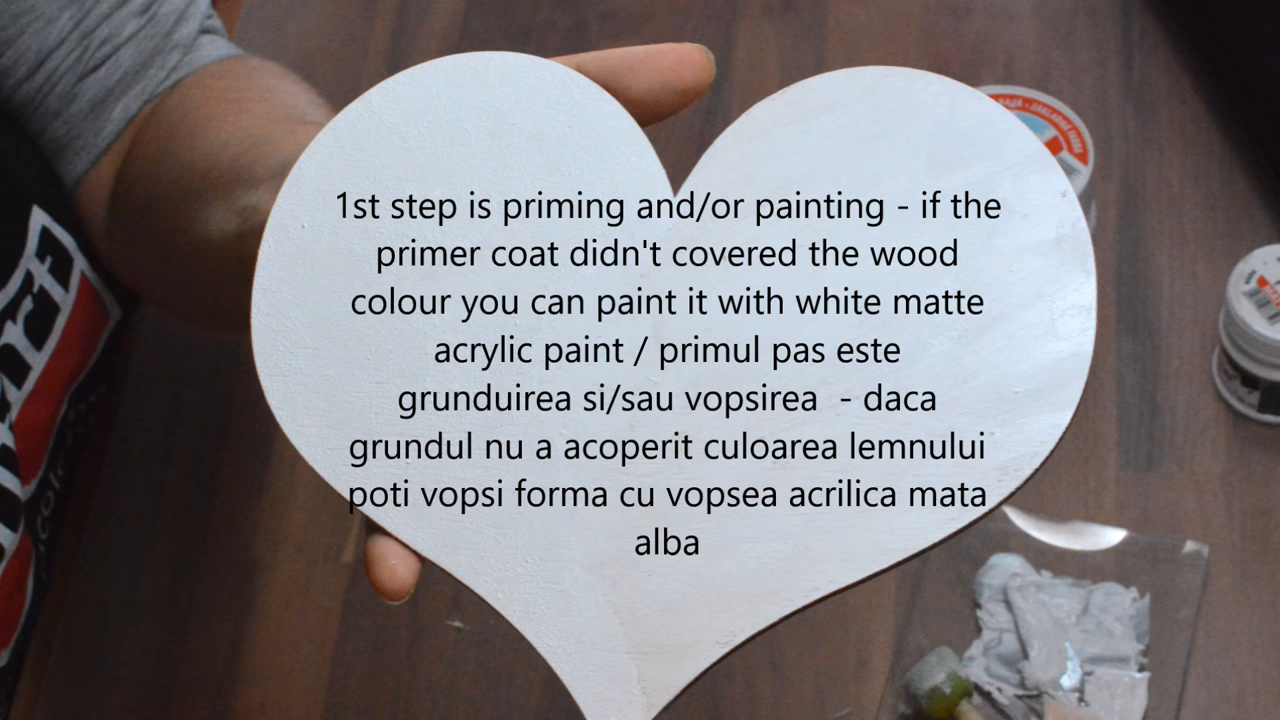 1st step is priming and/or painting - if the
primer coat didn't covered the wood
colour you can paint it with white matte
acrylic paint / primul pas este
grunduirea si/sau vopsirea  - daca
grundul nu a acoperit culoarea lemnului
poti vopsi forma cu vopsea acrilica mata
alba